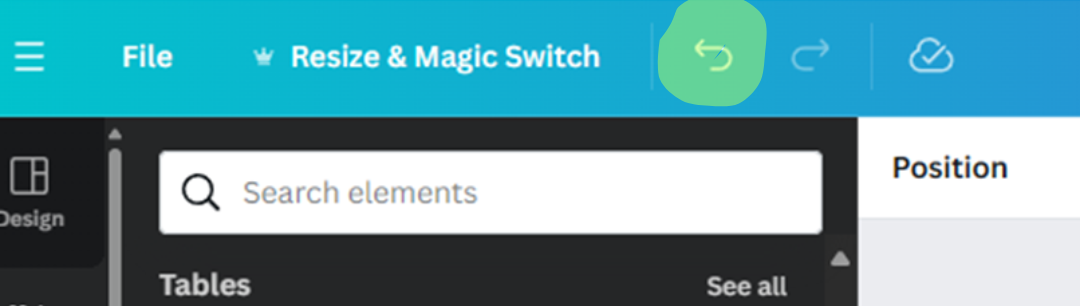 File Resize & Magic Switch
Position
Search elements
Design
Tables See all